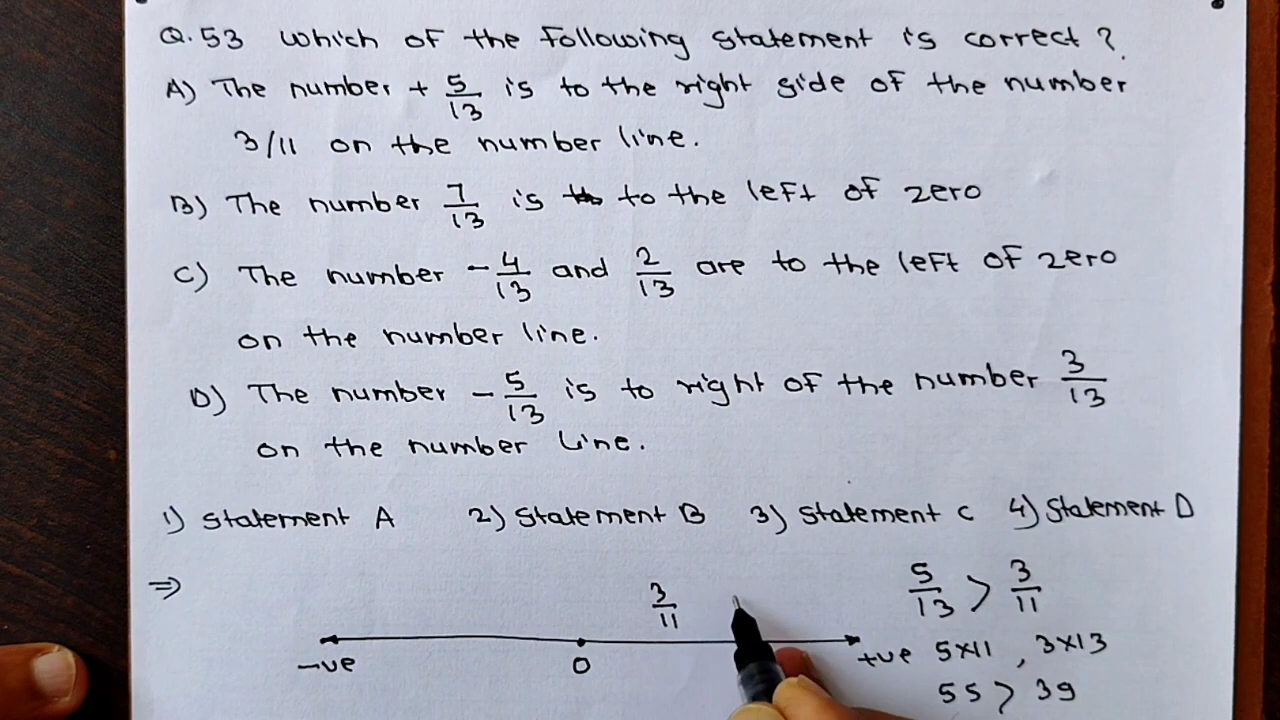 Q.53 which of the following statement is correct?
A) The number + 5/13 is to the right side of the number
3/11 on the number line.
B) The number 7/13 is to the left of zero
C) The number - 4/13 and 2/13 are to the left of zero
on the number line.
D) The number - 5/13 is to right of the number 3/13
on the number line.
1) statement A 2) statement B 3) statement c 4) statement D
⇒ 3/11 5/13 > 3/11
-ve 0 +ve 5×11 , 3×13
55 > 39